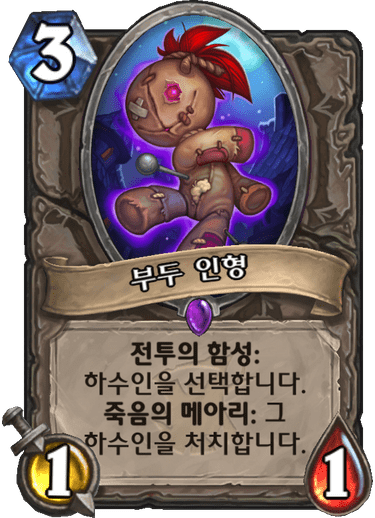 3
부두 인형
전투의 함성:
하수인을 선택합니다.
죽음의 메아리: 그
하수인을 처치합니다.
1
1